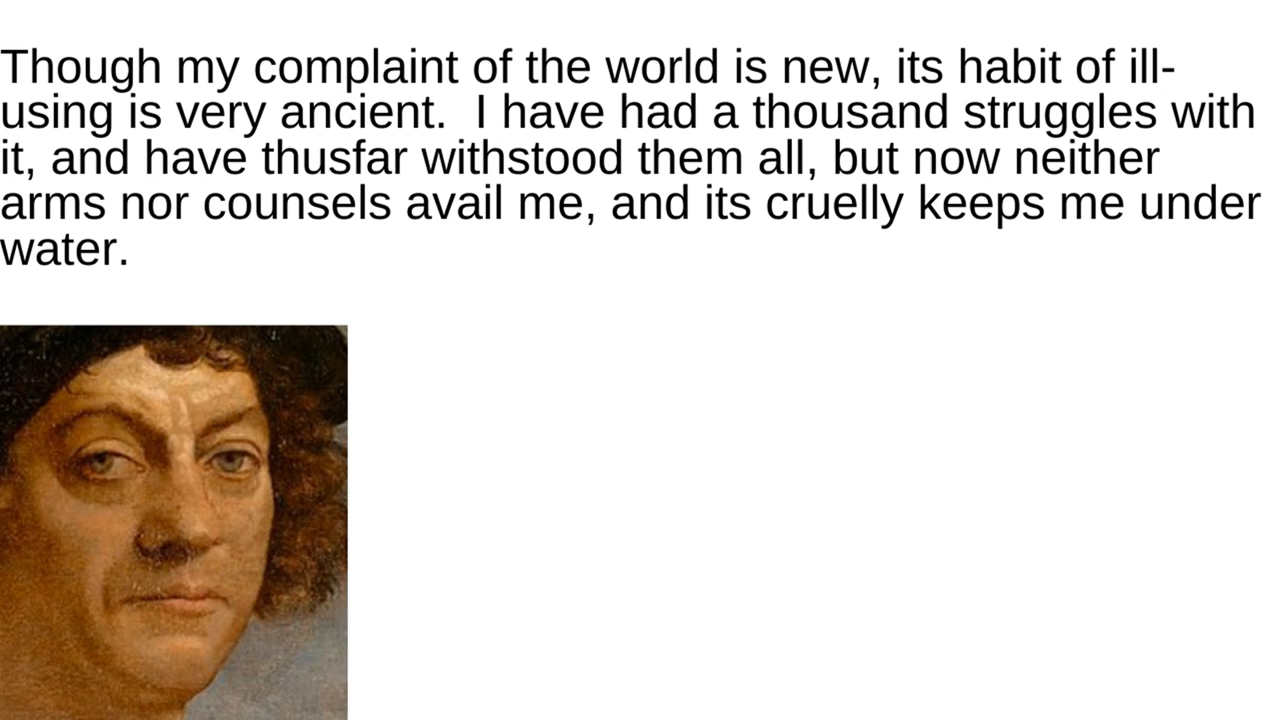 Though my complaint of the world is new, its habit of ill-
using is very ancient.  I have had a thousand struggles with
it, and have thusfar withstood them all, but now neither
arms nor counsels avail me, and its cruelly keeps me under
water.